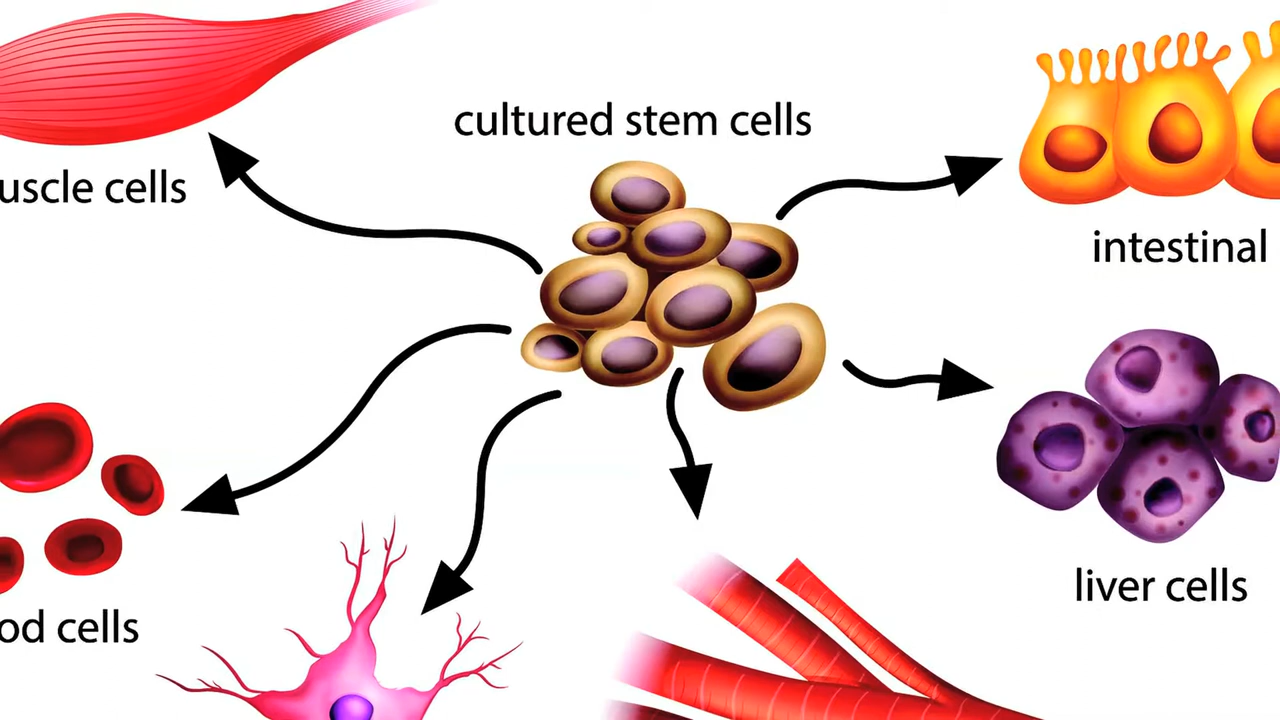 cultured stem cells
uscle cells
intestinal
liver cells
od cells